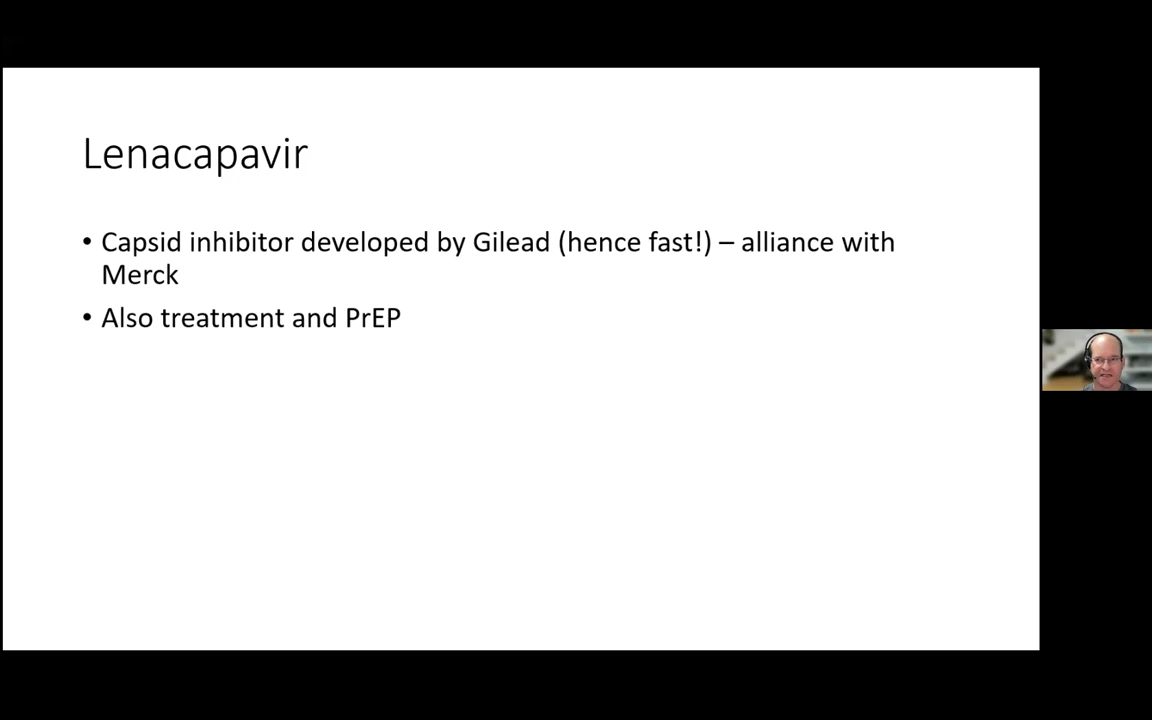 Lenacapavir
• Capsid inhibitor developed by Gilead (hence fast!) – alliance with
Merck
• Also treatment and PrEP